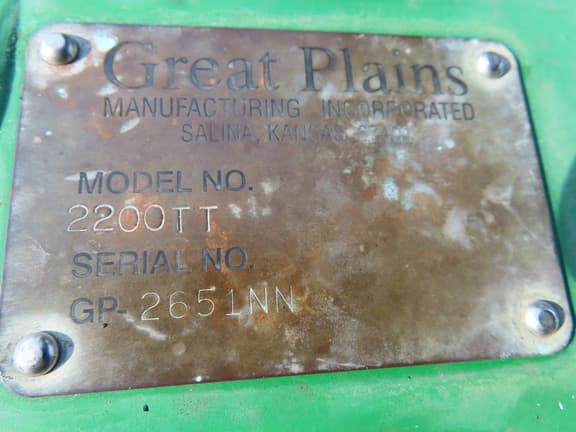 Great Plains
MANUFACTURING INCORPORATED
SALINA, KANSAS
MODEL NO.
2200TT
SERIAL NO.
GP-2651NN